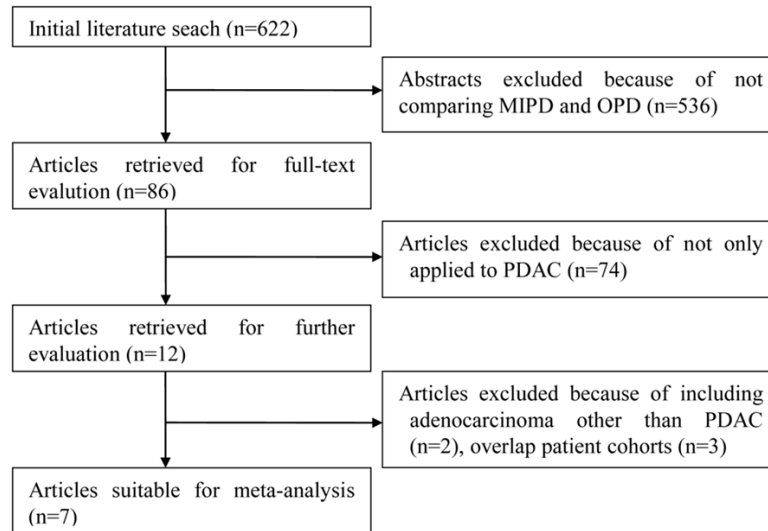 Initial literature seach (n=622)
Abstracts excluded because of not
comparing MIPD and OPD (n=536)
Articles retrieved for full-text
evalution (n=86)
Articles excluded because of not only
applied to PDAC (n=74)
Articles retrieved for further
evaluation (n=12)
Articles excluded because of including
adenocarcinoma other than PDAC
(n=2), overlap patient cohorts (n=3)
Articles suitable for meta-analysis
(n=7)